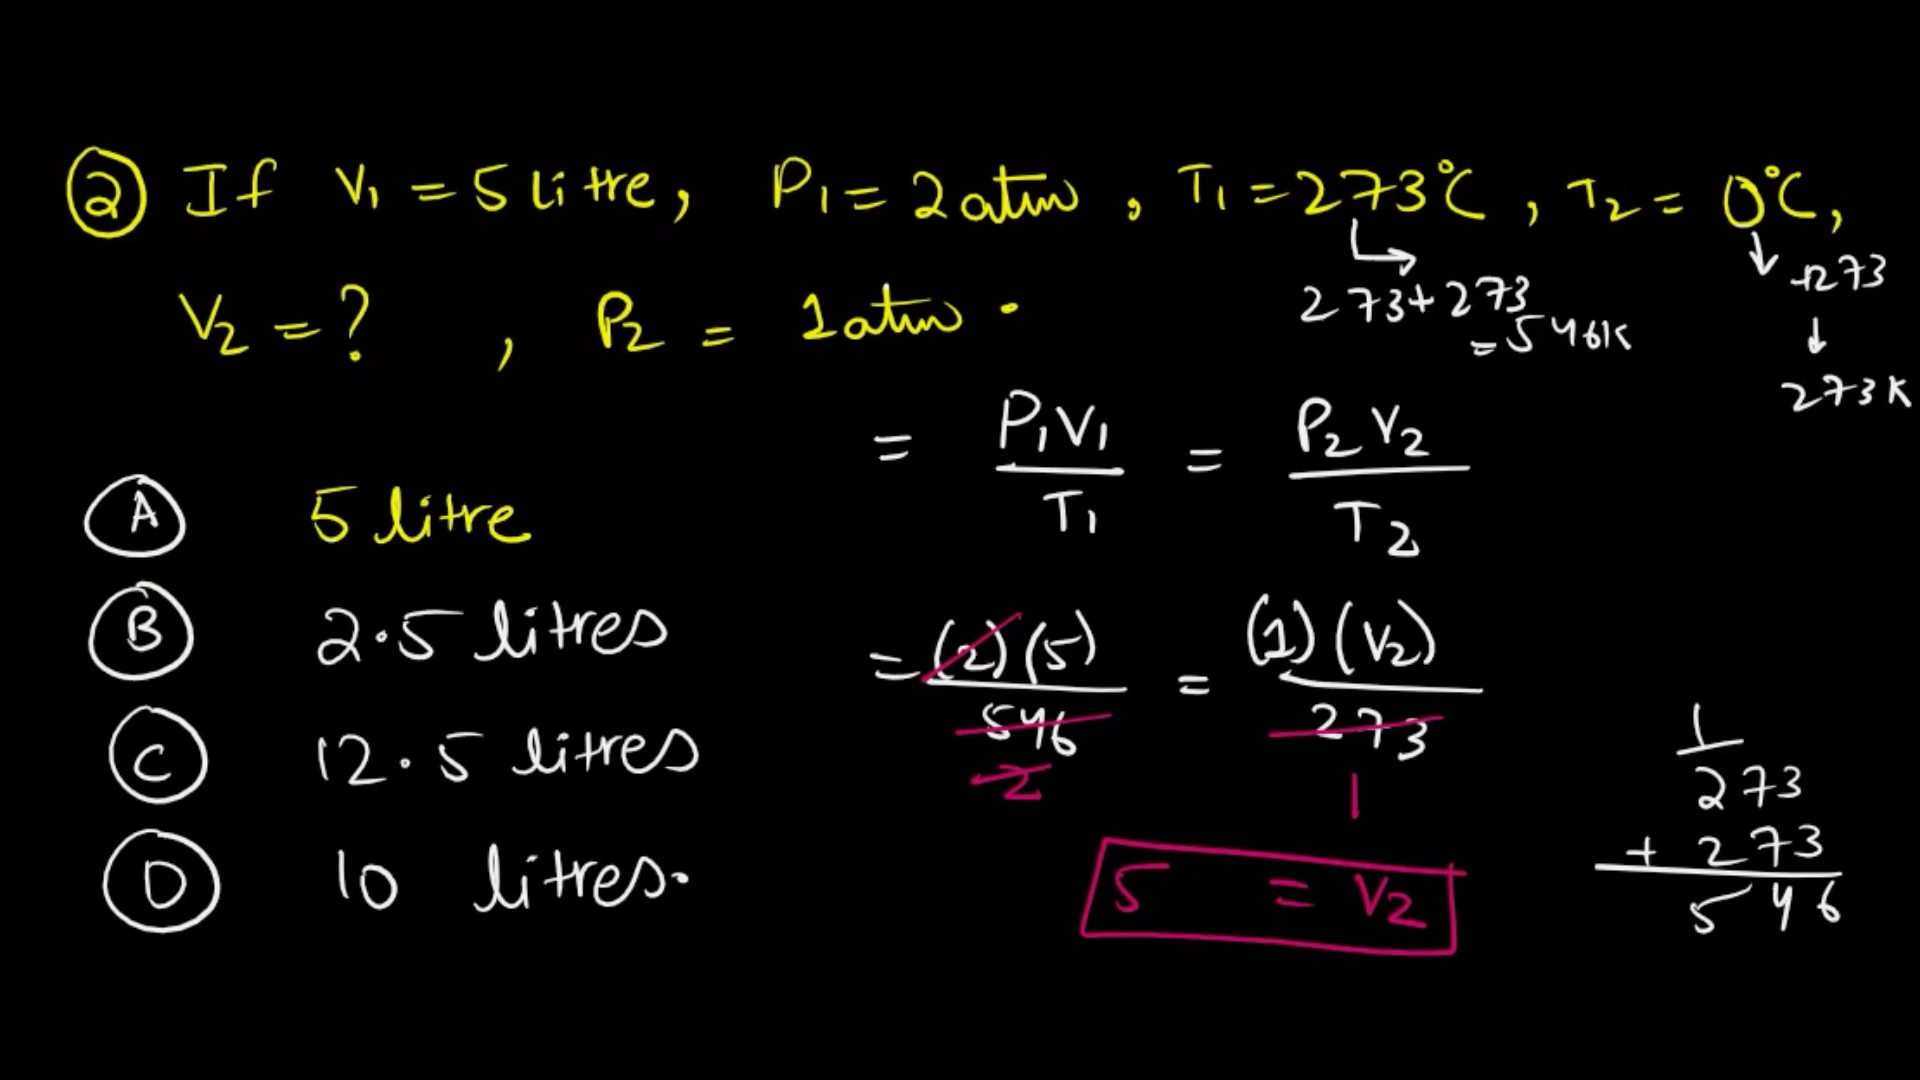 ② If V₁ = 5 litre, P₁ = 2 atm, T₁ = 273°C, T₂ = 0°C,
273 + 273
= 546K
+273
↓
273K
V₂ = ?, P₂ = 1 atm.
= P₁V₁/T₁ = P₂V₂/T₂
Ⓐ 5 litre
Ⓑ 2.5 litres
Ⓒ 12.5 litres
Ⓓ 10 litres.
= (2)(5)/546 = (1)(V₂)/273
2 1
5 = V₂
1
273
+ 273
546